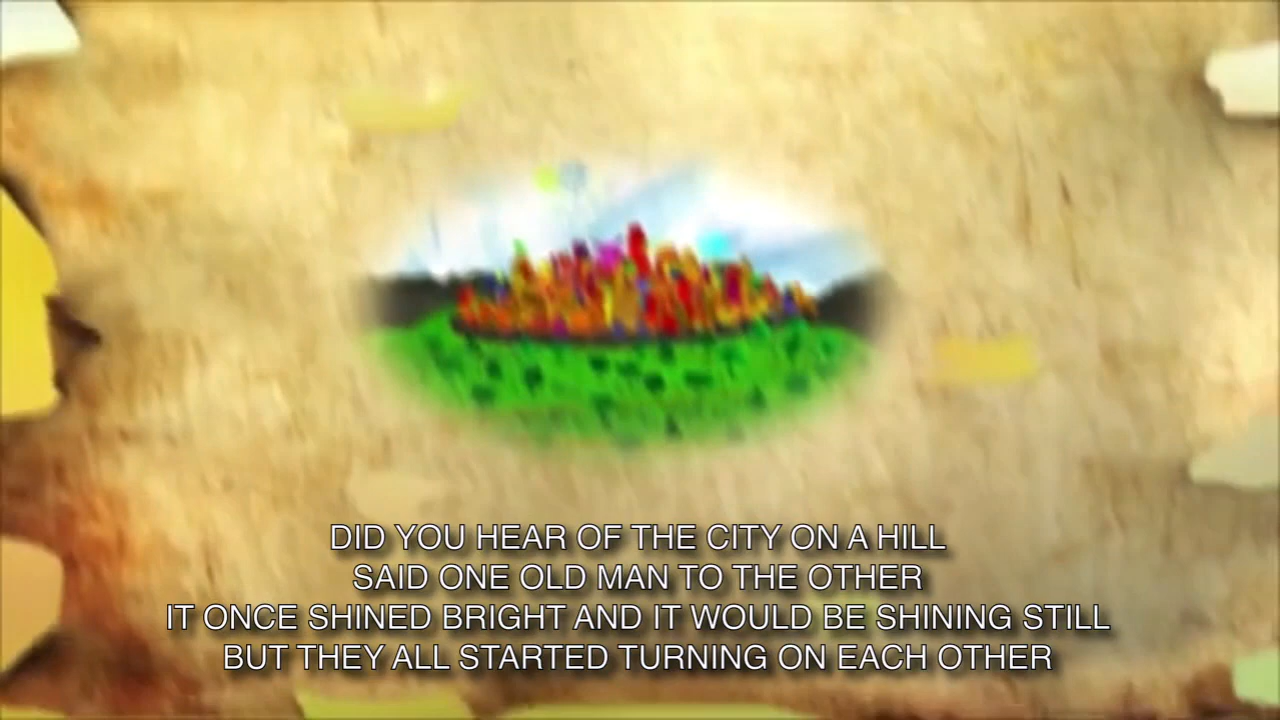 DID YOU HEAR OF THE CITY ON A HILL
SAID ONE OLD MAN TO THE OTHER
IT ONCE SHINED BRIGHT AND IT WOULD BE SHINING STILL
BUT THEY ALL STARTED TURNING ON EACH OTHER